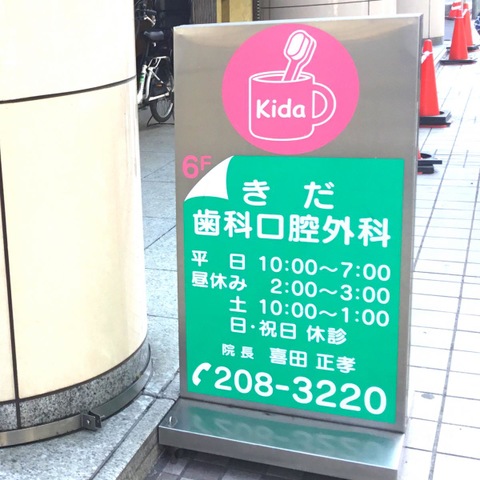 Kida
6F
きだ
歯科口腔外科
平日 10:00〜7:00
昼休み 2:00〜3:00
土 10:00〜1:00
日・祝日 休診
院長 喜田 正孝
208-3220